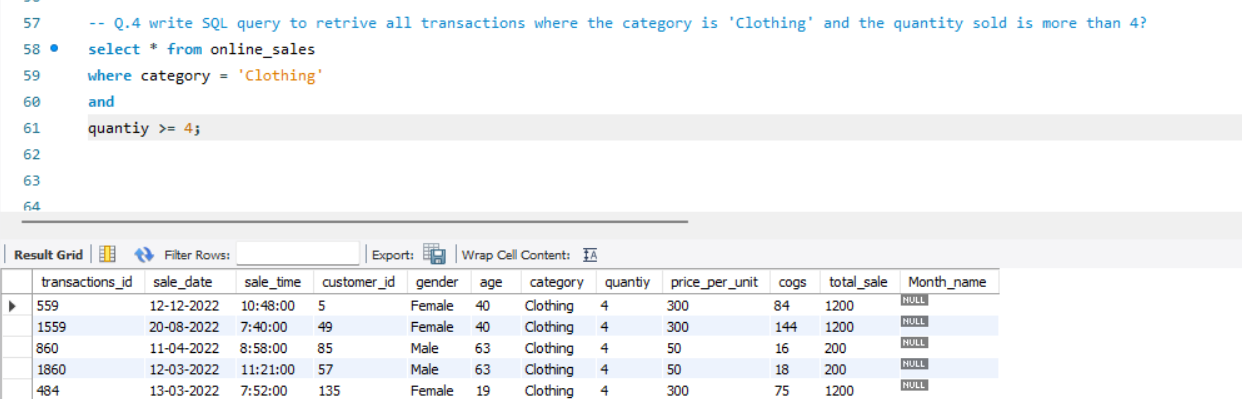 57 -- Q.4 write SQL query to retrive all transactions where the category is 'Clothing' and the quantity sold is more than 4?
58 select * from online_sales
59 where category = 'Clothing'
60 and
61 quantiy >= 4;
62
63
64
Result Grid Filter Rows: Export: Wrap Cell Content: IA
transactions_id sale_date sale_time customer_id gender age category quantiy price_per_unit cogs total_sale Month_name
559 12-12-2022 10:48:00 5 Female 40 Clothing 4 300 84 1200 NULL
1559 20-08-2022 7:40:00 49 Female 40 Clothing 4 300 144 1200 NULL
860 11-04-2022 8:58:00 85 Male 63 Clothing 4 50 16 200 NULL
1860 12-03-2022 11:21:00 57 Male 63 Clothing 4 50 18 200 NULL
484 13-03-2022 7:52:00 135 Female 19 Clothing 4 300 75 1200 NULL